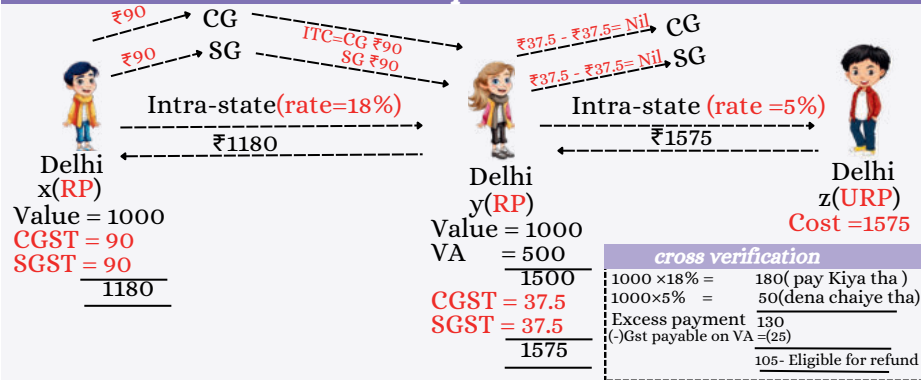 ₹90
CG
₹90
SG
ITC=CG ₹90
SG ₹90
₹37.5 - ₹37.5= Nil
CG
₹37.5 - ₹37.5= Nil
SG
Intra-state(rate=18%)
₹1180
Intra-state (rate =5%)
₹1575
Delhi
x(RP)
Value = 1000
CGST = 90
SGST = 90
1180
Delhi
y(RP)
Value = 1000
VA = 500
1500
CGST = 37.5
SGST = 37.5
1575
Delhi
z(URP)
Cost =1575
cross verification
1000 ×18% = 180( pay Kiya tha )
1000×5% = 50(dena chaiye tha)
Excess payment 130
(-)Gst payable on VA =(25)
105- Eligible for refund